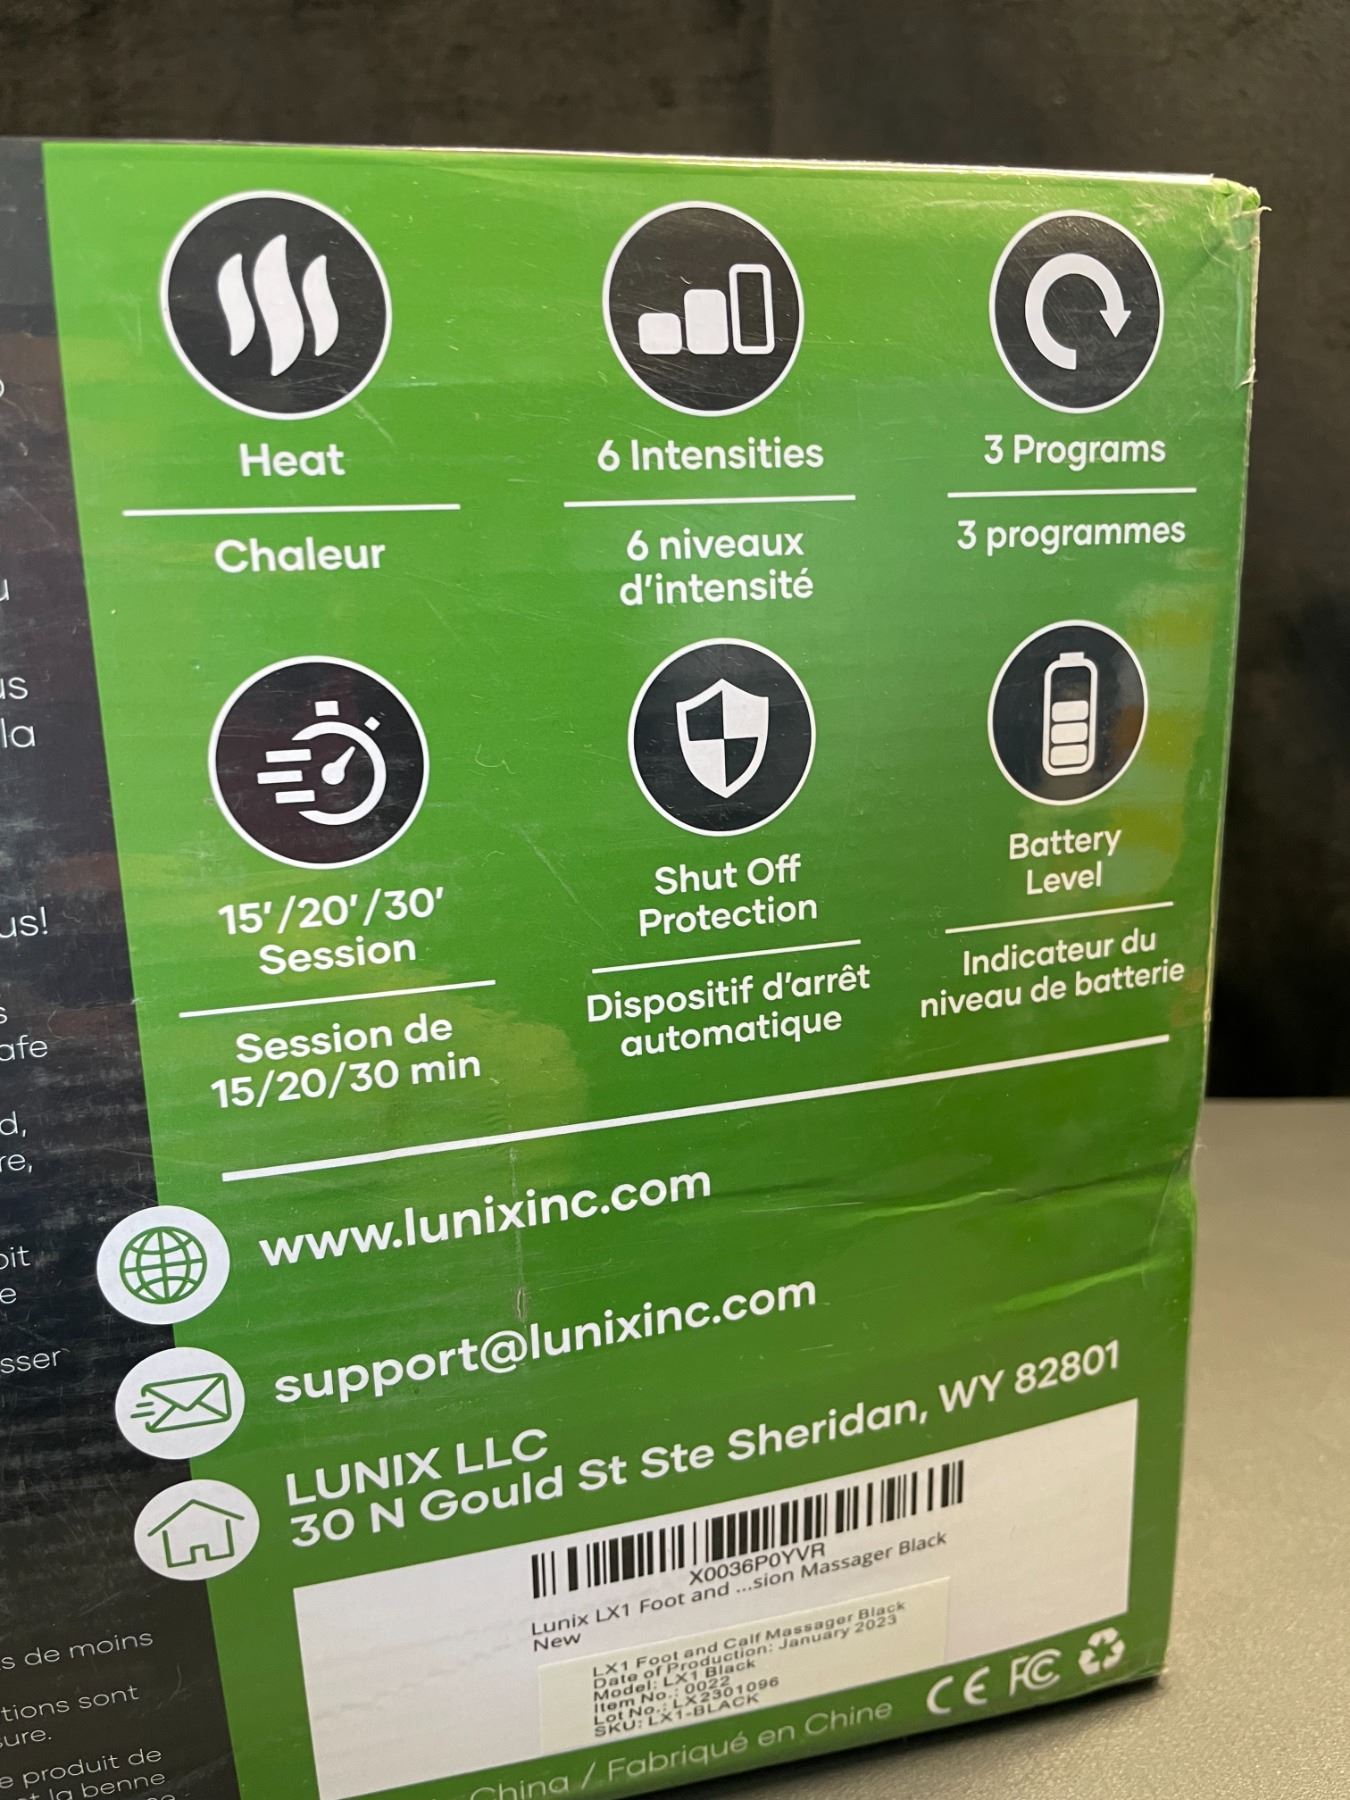 Heat
Chaleur
6 Intensities
6 niveaux
d'intensité
3 Programs
3 programmes
15'/20'/30'
Session
Session de
15/20/30 min
Shut Off
Protection
Dispositif d'arrêt
automatique
Battery
Level
Indicateur du
niveau de batterie
www.lunixinc.com
support@lunixinc.com
LUNIX LLC
30 N Gould St Ste Sheridan, WY 82801
X0036P0YVR
Lunix LX1 Foot and ...sion Massager Black
New
LX1 Foot and Calf Massager Black
Date of Production: January 2023
Model: LX1 Black
Item No.: 0022
Lot No.: LX2301096
SKU: LX1-BLACK
China / Fabriqué en Chine
CE FC
la
us!
d,
s de moins
sure.
e produit de
la benne